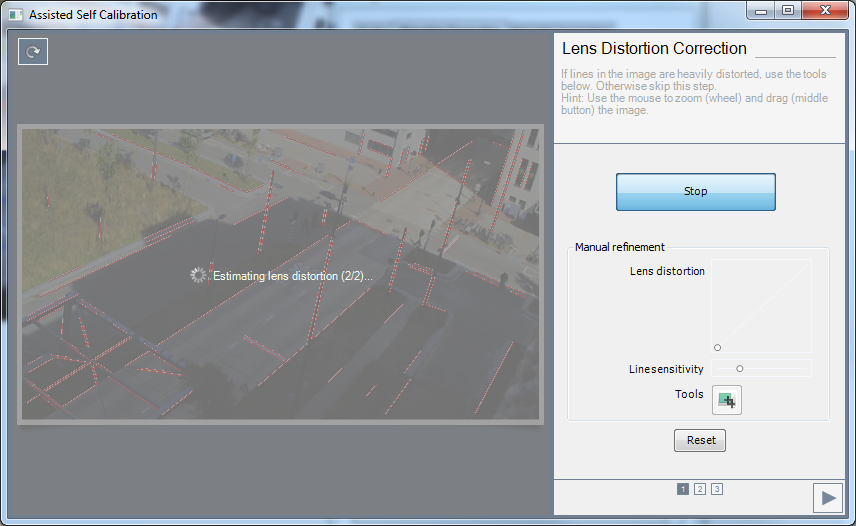 Assisted Self Calibration
Lens Distortion Correction
If lines in the image are heavily distorted, use the tools
below. Otherwise skip this step.
Hint: Use the mouse to zoom (wheel) and drag (middle
button) the image.
Stop
Estimating lens distortion (2/2)...
Manual refinement
Lens distortion
Linesensitivity
Tools
Reset
1 2 3